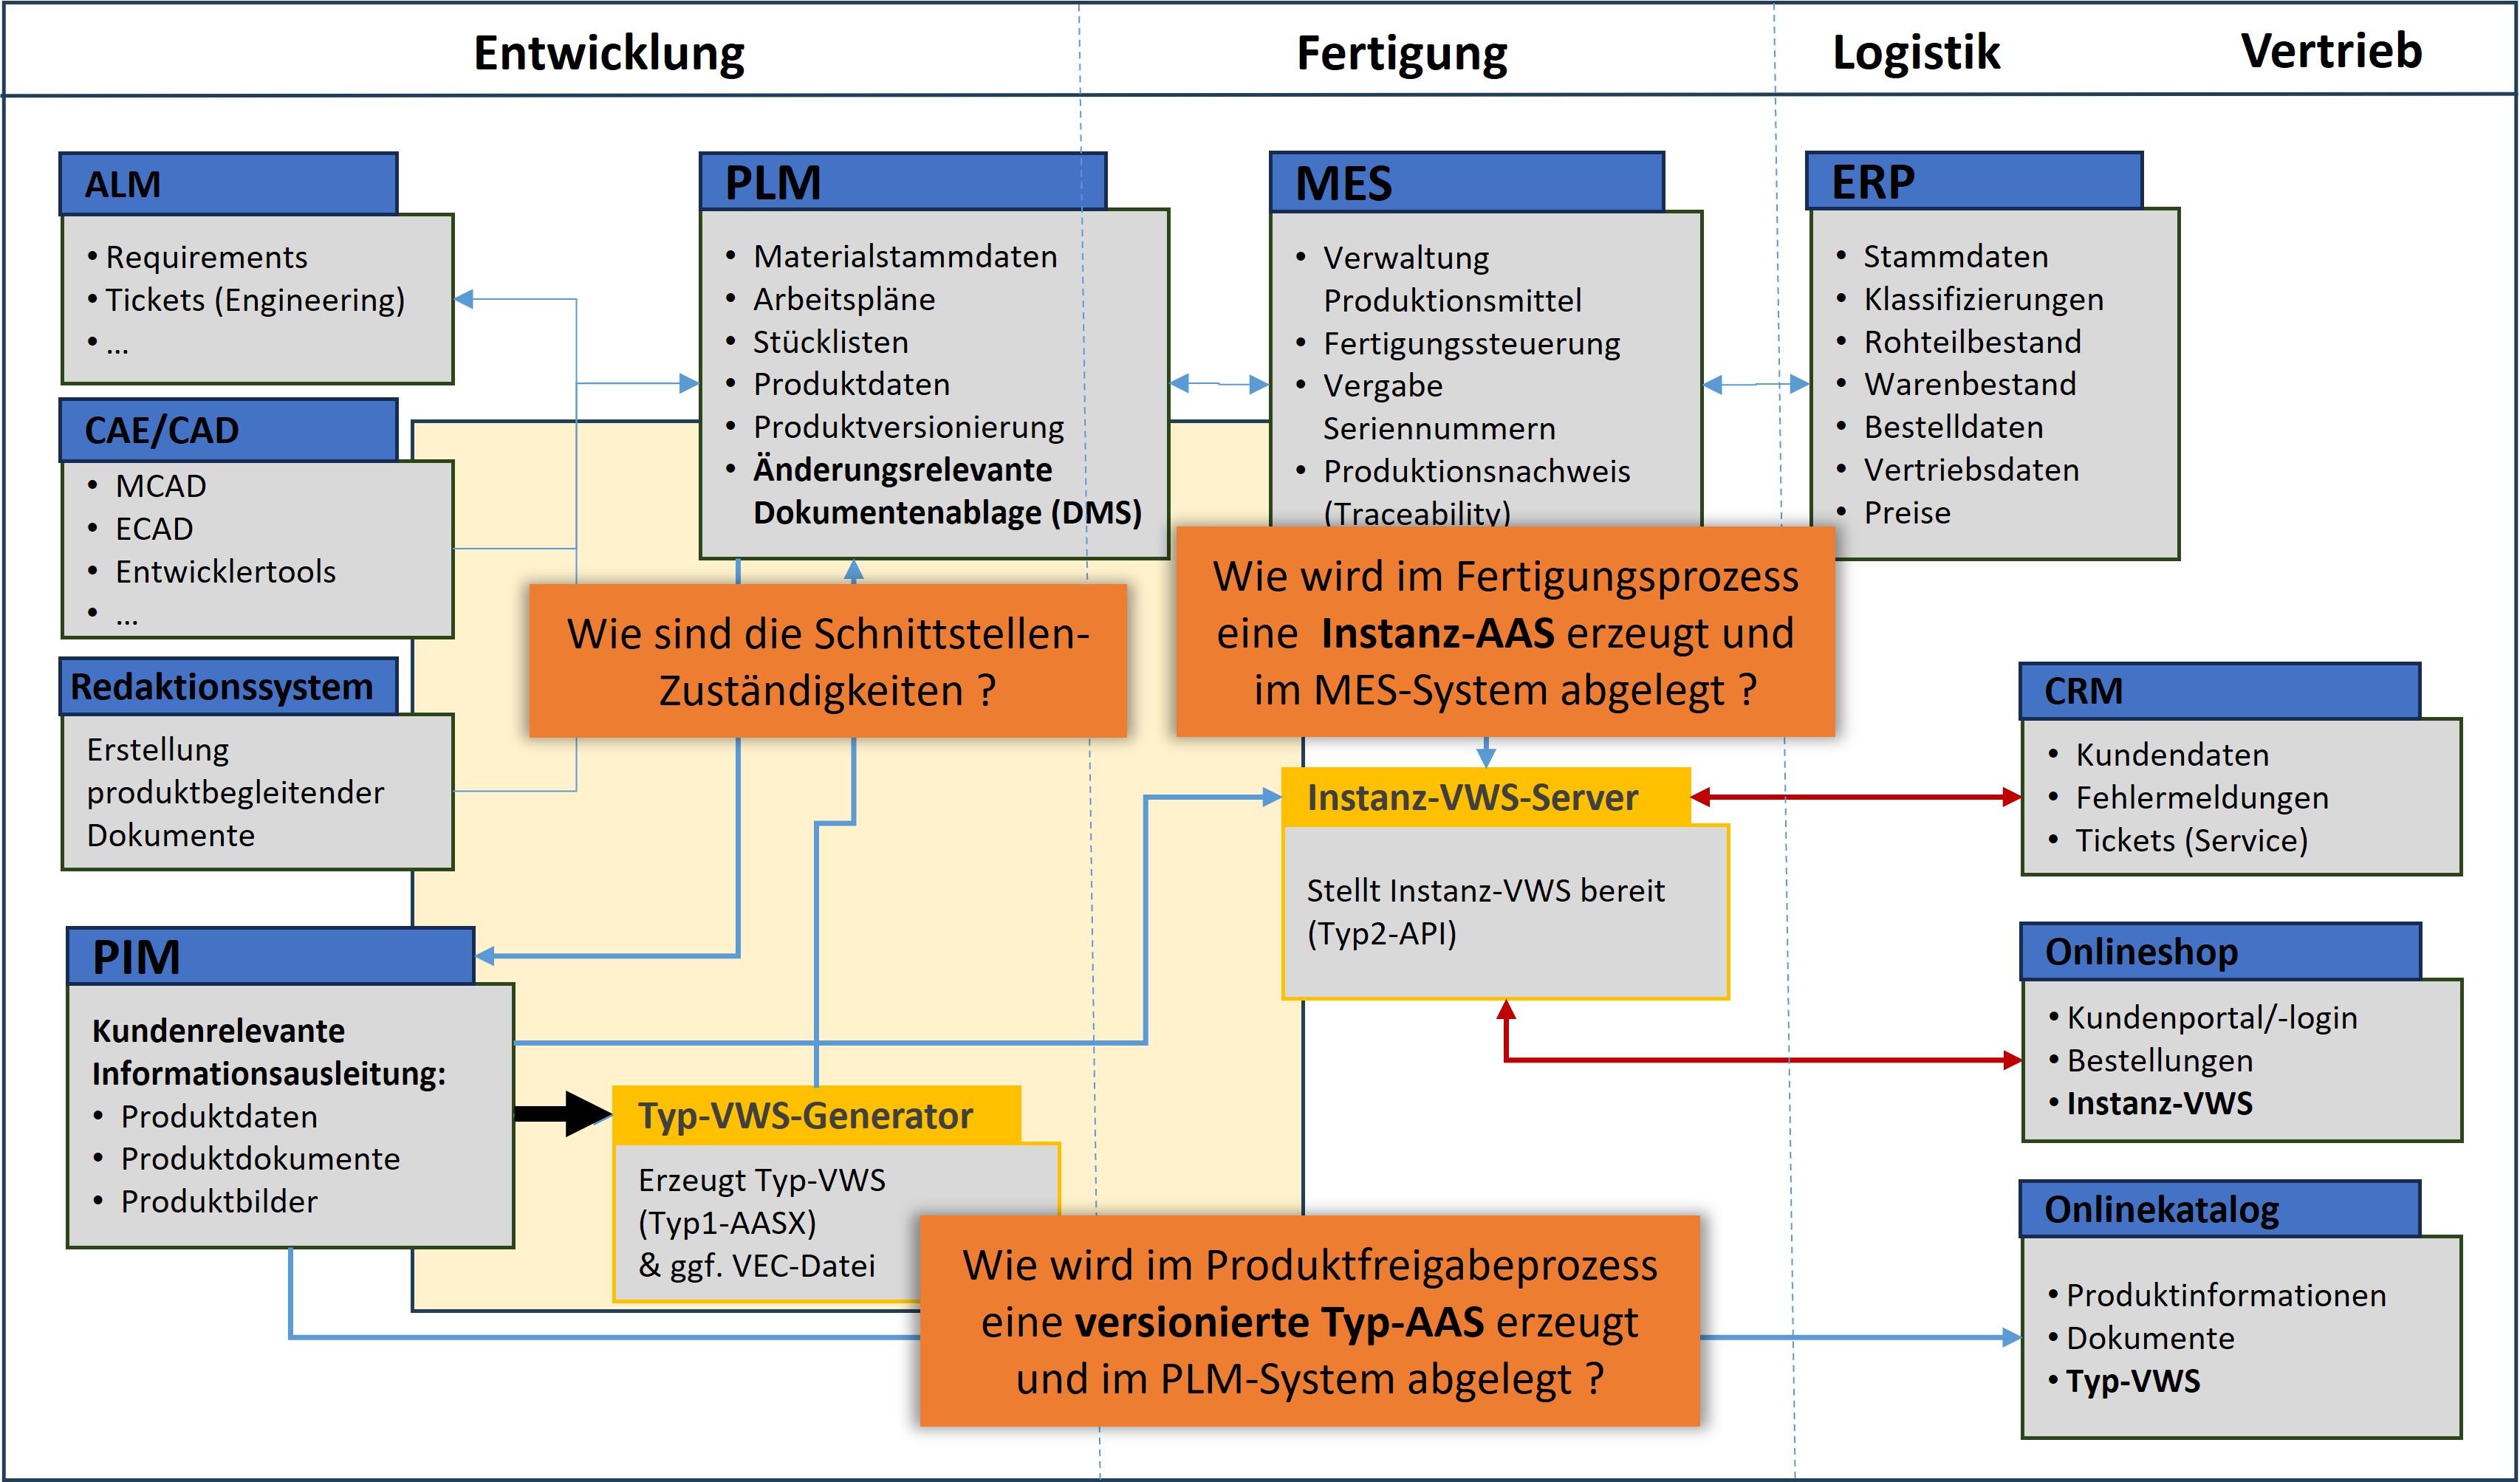 Entwicklung
Fertigung
Logistik
Vertrieb
ALM
• Requirements
• Tickets (Engineering)
• ...
CAE/CAD
• MCAD
• ECAD
• Entwicklertools
• ...
Redaktionssystem
Erstellung
produktbegleitender
Dokumente
PIM
Kundenrelevante
Informationsausleitung:
• Produktdaten
• Produktdokumente
• Produktbilder
PLM
• Materialstammdaten
• Arbeitspläne
• Stücklisten
• Produktdaten
• Produktversionierung
• Änderungsrelevante
Dokumentenablage (DMS)
Wie sind die Schnittstellen-
Zuständigkeiten ?
Typ-VWS-Generator
Erzeugt Typ-VWS
(Typ1-AASX)
& ggf. VEC-Datei
MES
• Verwaltung
Produktionsmittel
• Fertigungssteuerung
• Vergabe
Seriennummern
• Produktionsnachweis
(Traceability)
Wie wird im Fertigungsprozess
eine Instanz-AAS erzeugt und
im MES-System abgelegt ?
Instanz-VWS-Server
Stellt Instanz-VWS bereit
(Typ2-API)
Wie wird im Produktfreigabeprozess
eine versionierte Typ-AAS erzeugt
und im PLM-System abgelegt ?
ERP
• Stammdaten
• Klassifizierungen
• Rohteilbestand
• Warenbestand
• Bestelldaten
• Vertriebsdaten
• Preise
CRM
• Kundendaten
• Fehlermeldungen
• Tickets (Service)
Onlineshop
• Kundenportal/-login
• Bestellungen
• Instanz-VWS
Onlinekatalog
• Produktinformationen
• Dokumente
• Typ-VWS